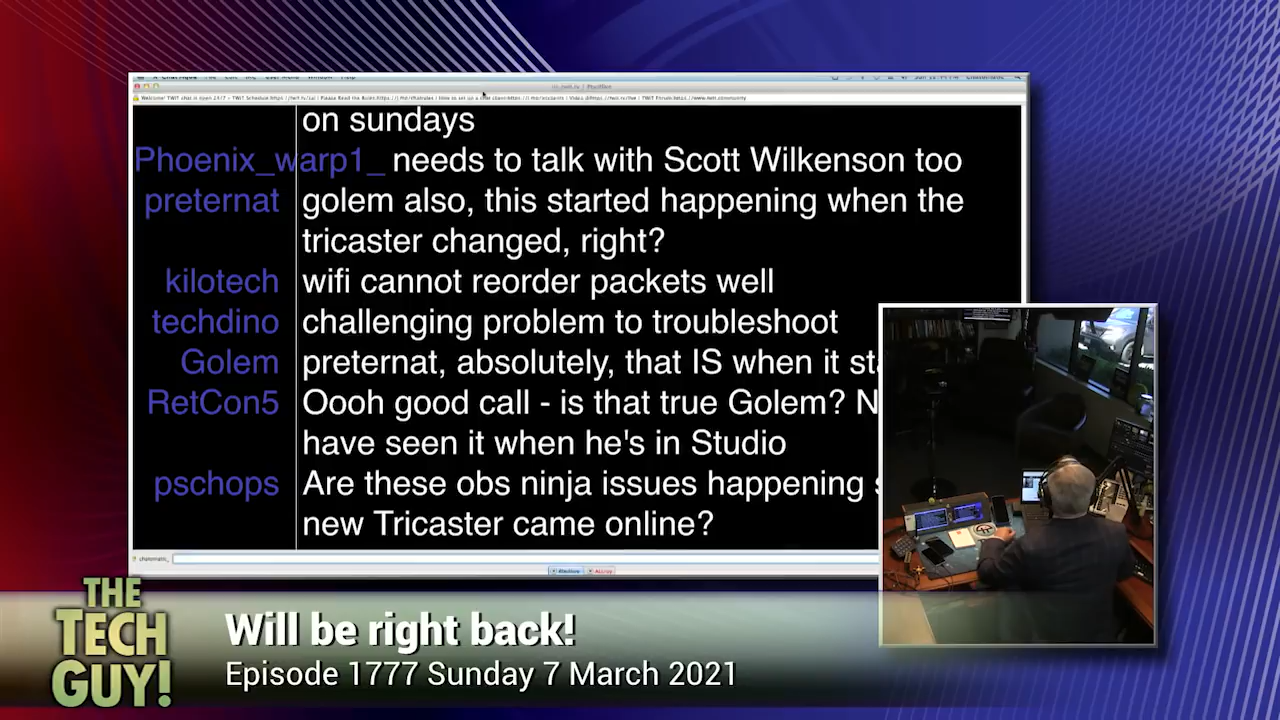 on sundays
Phoenix_warp1_ needs to talk with Scott Wilkenson too
preternat golem also, this started happening when the
tricaster changed, right?
kilotech wifi cannot reorder packets well
techdino challenging problem to troubleshoot
Golem preternat, absolutely, that IS when it
RetCon5 Oooh good call - is that true Golem?
have seen it when he's in Studio
pschops Are these obs ninja issues happening
new Tricaster came online?
THE
TECH
GUY!
Will be right back!
Episode 1777 Sunday 7 March 2021